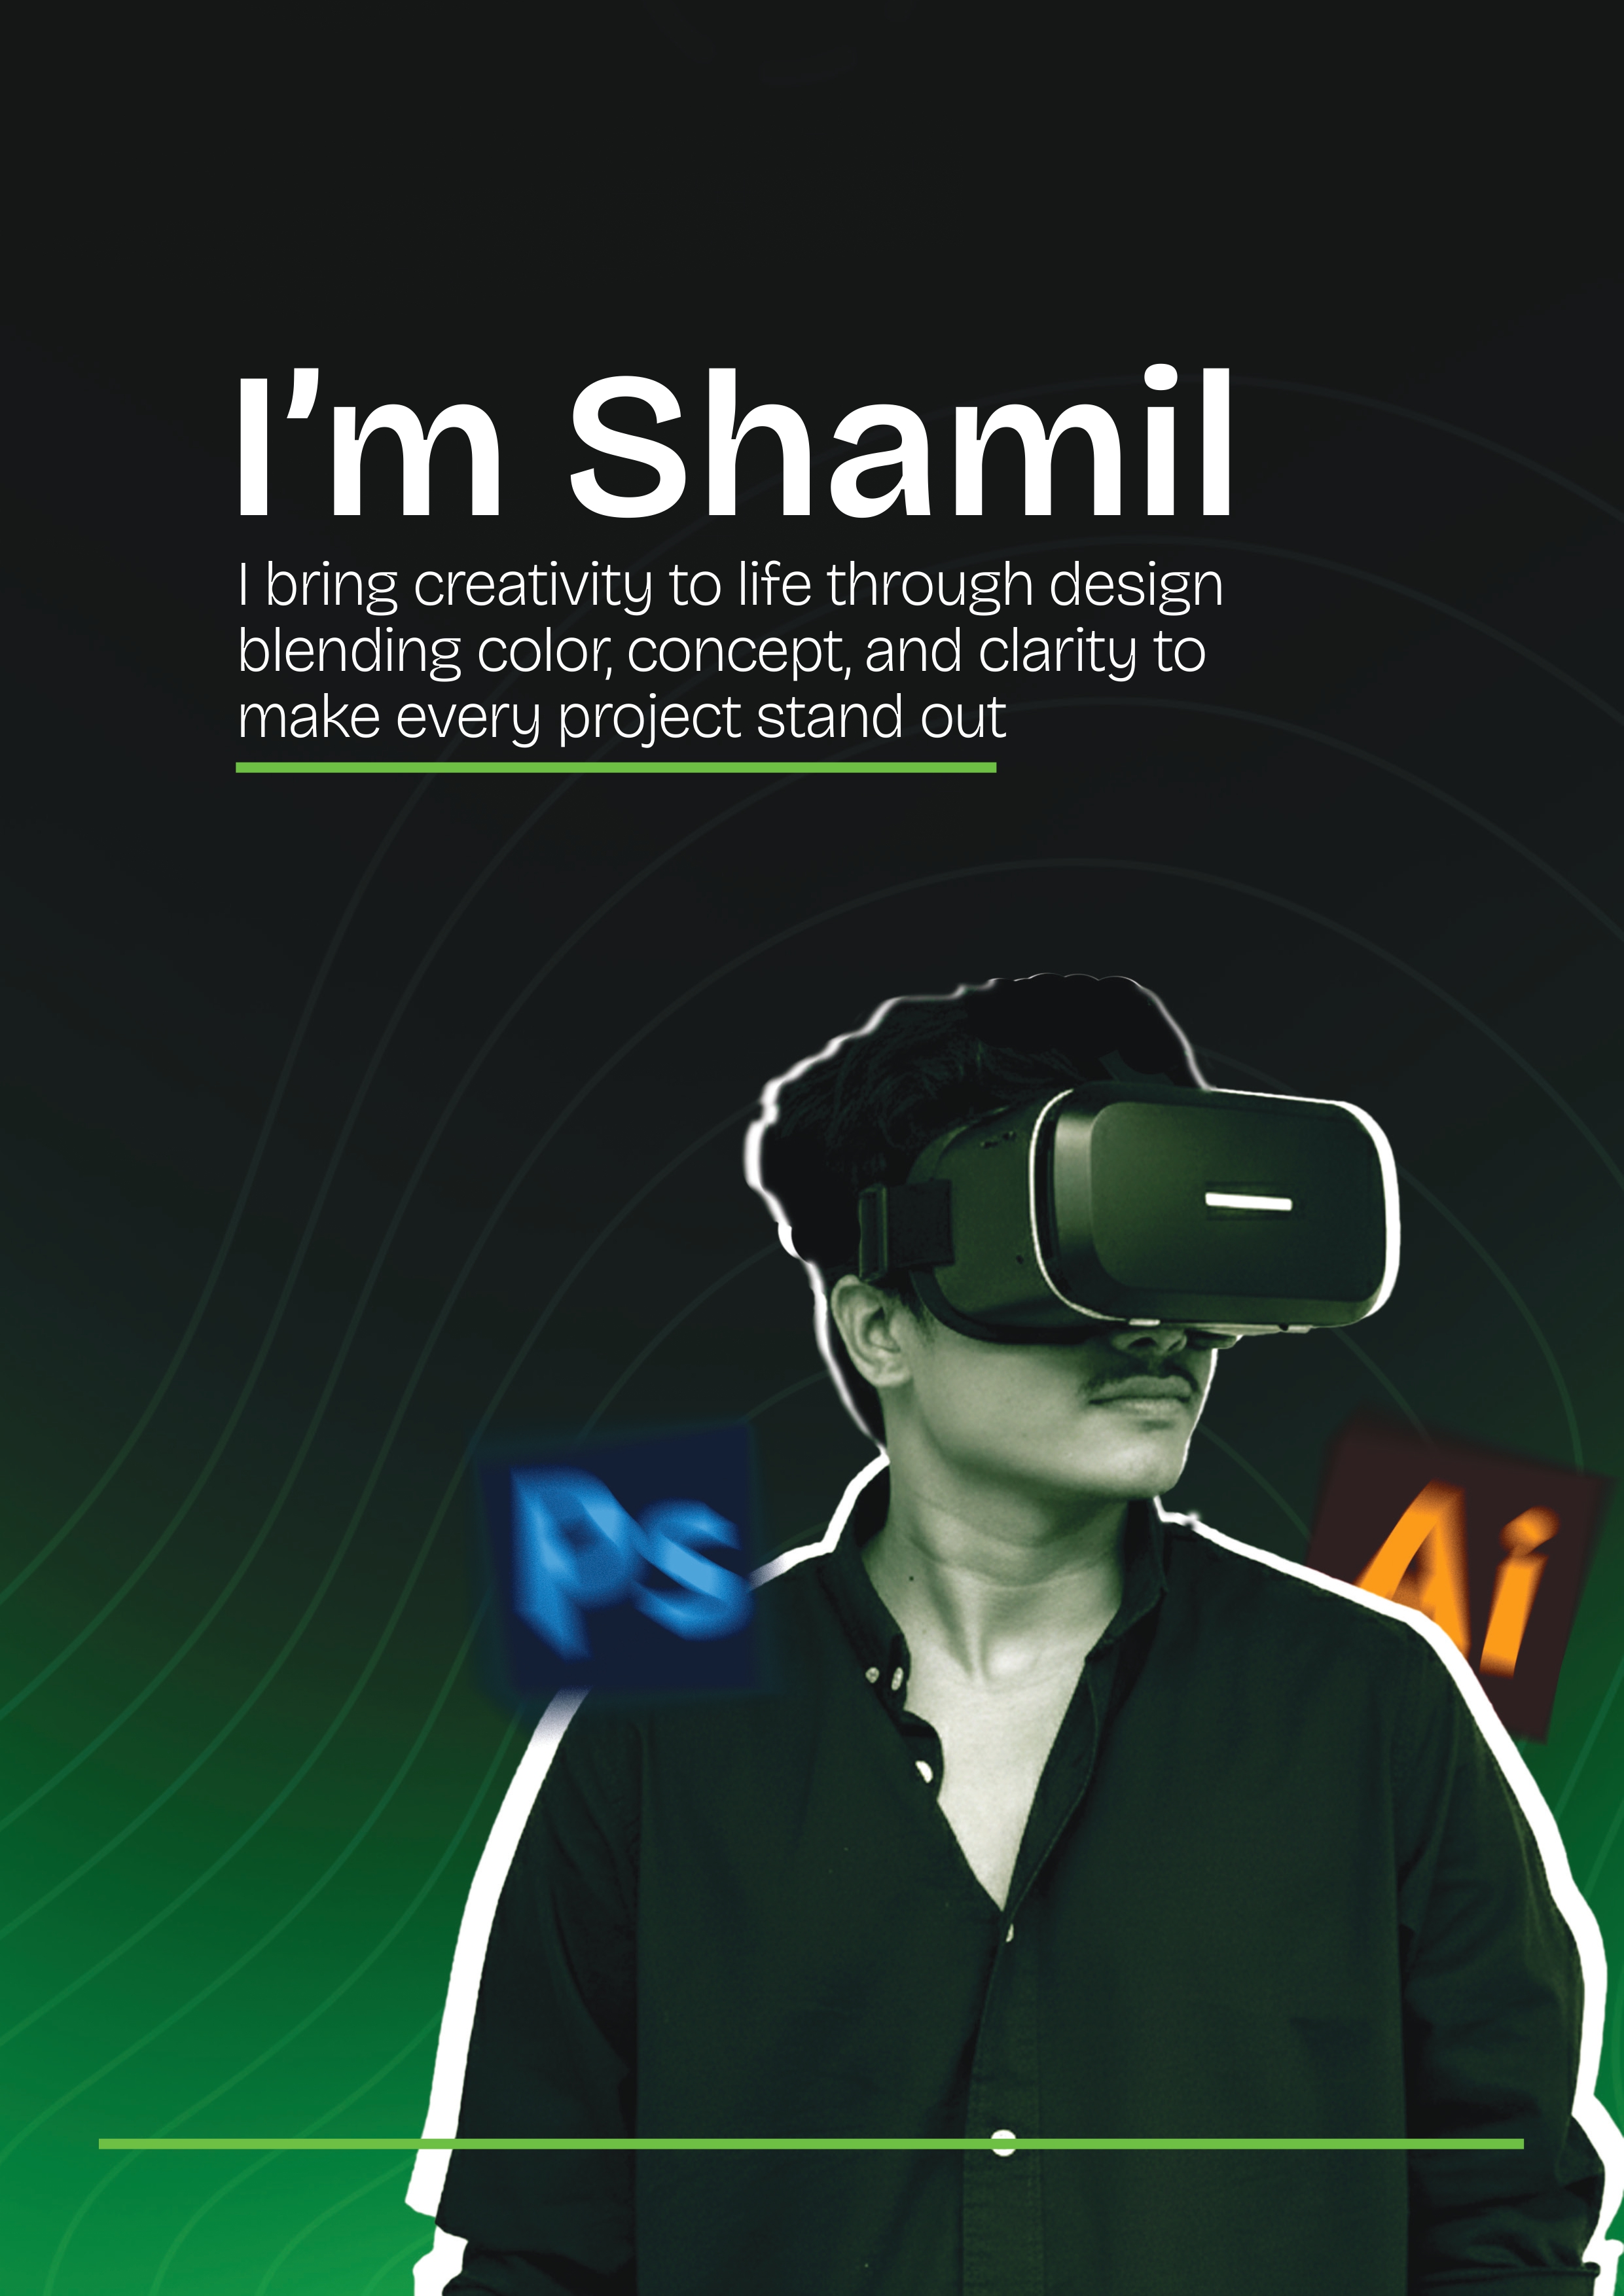 I’m Shamil
I bring creativity to life through design
blending color, concept, and clarity to
make every project stand out
Ps
Ai